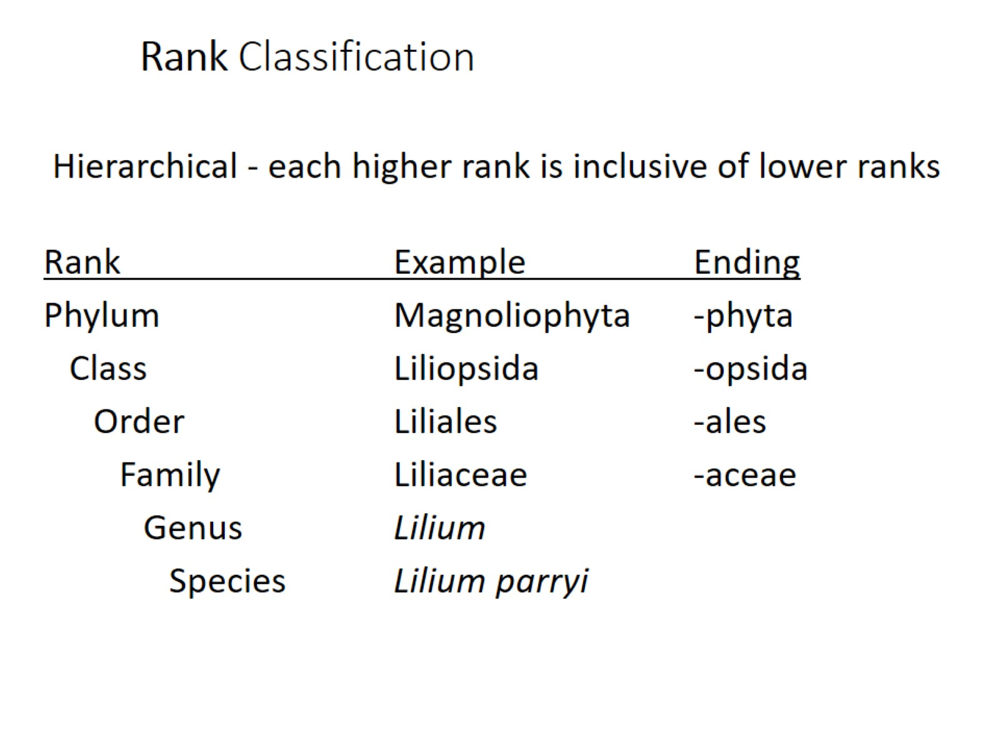 Rank Classification
Hierarchical - each higher rank is inclusive of lower ranks
Rank Example Ending
Phylum Magnoliophyta -phyta
Class Liliopsida -opsida
Order Liliales -ales
Family Liliaceae -aceae
Genus Lilium
Species Lilium parryi